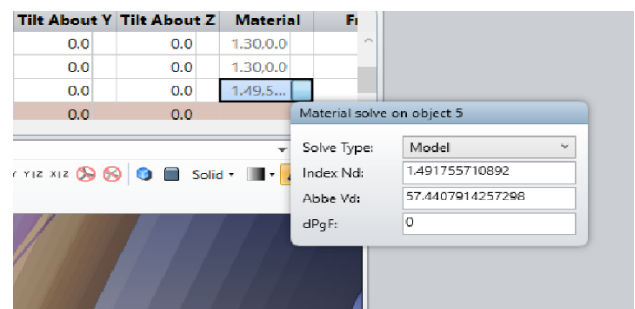 Tilt About Y Tilt About Z Material
0.0 0.0 1.30,0.0
0.0 0.0 1.30,0.0
0.0 0.0 1.49,5...
0.0 0.0
Material solve on object 5
Solve Type: Model
Index Nd: 1.491755710892
Abbe Vd: 57.4407914257298
dPgF: 0
Y|Z X|Z Solid